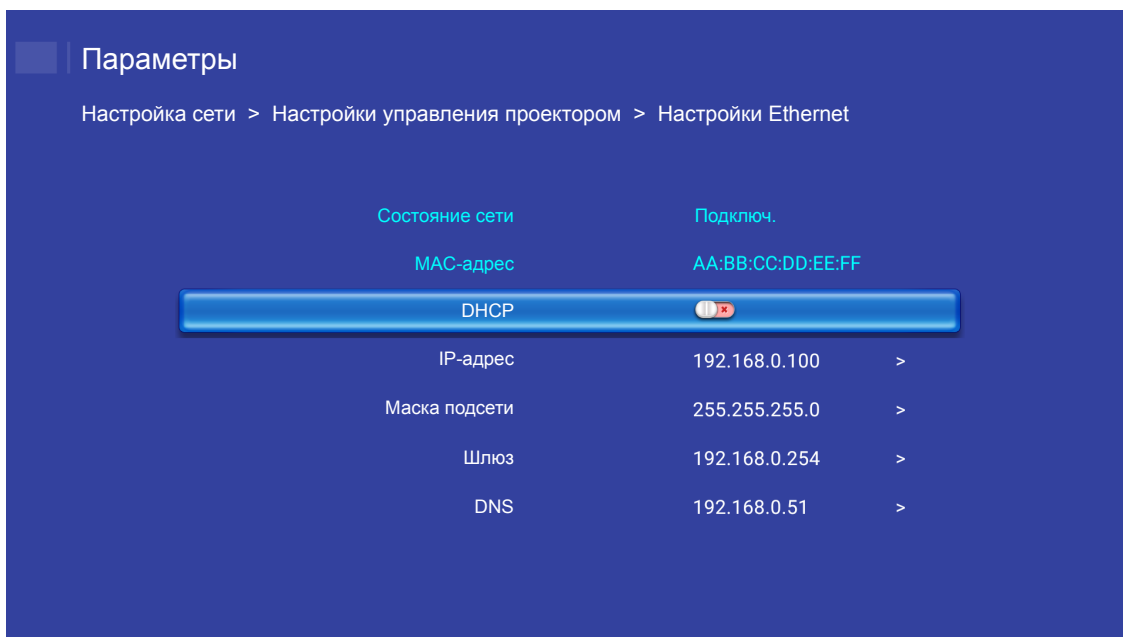 Параметры
Настройка сети > Настройки управления проектором > Настройки Ethernet
Состояние сети Подключ.
MAC-адрес AA:BB:CC:DD:EE:FF
DHCP
IP-адрес 192.168.0.100 >
Маска подсети 255.255.255.0 >
Шлюз 192.168.0.254 >
DNS 192.168.0.51 >